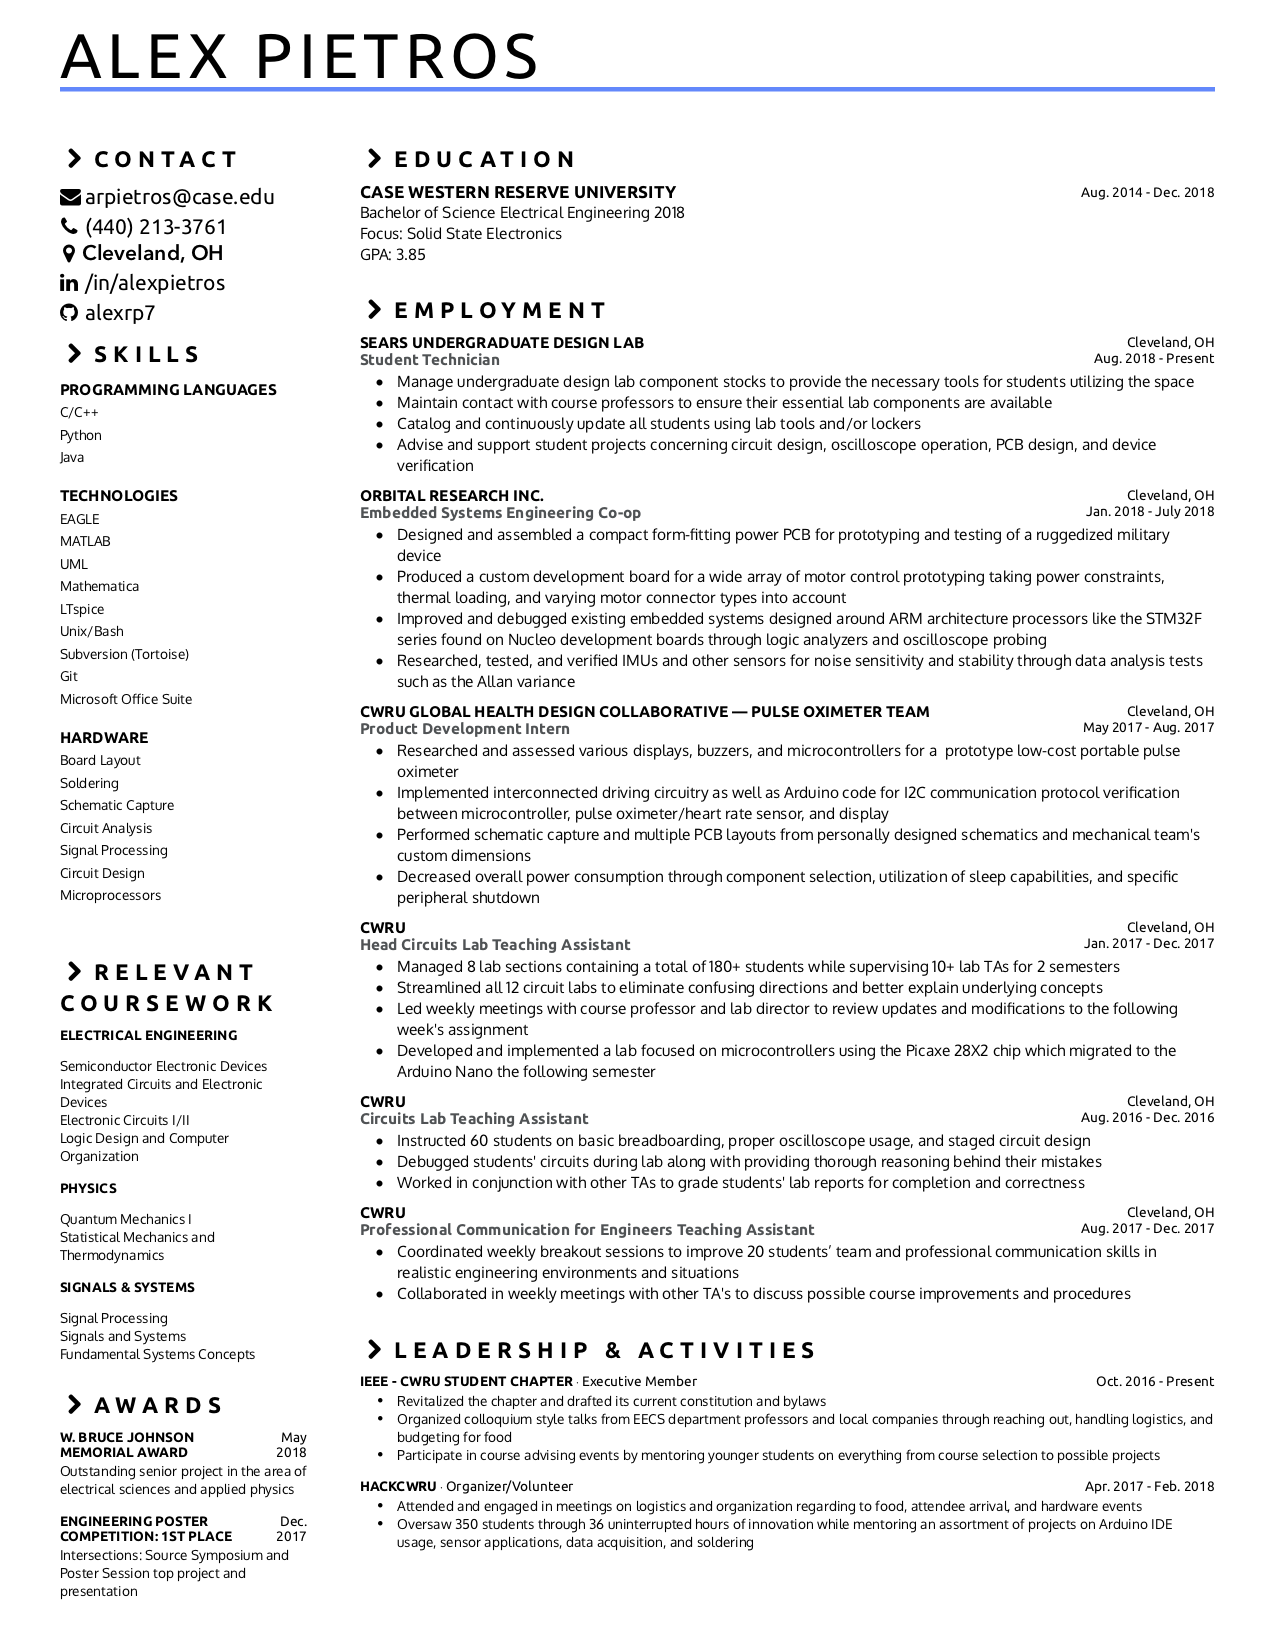 ALEX PIETROS
CONTACT
arpietros@case.edu
(440) 213-3761
Cleveland, OH
/in/alexpietros
alexrp7
SKILLS
PROGRAMMING LANGUAGES
C/C++
Python
Java
TECHNOLOGIES
EAGLE
MATLAB
UML
Mathematica
LTspice
Unix/Bash
Subversion (Tortoise)
Git
Microsoft Office Suite
HARDWARE
Board Layout
Soldering
Schematic Capture
Circuit Analysis
Signal Processing
Circuit Design
Microprocessors
RELEVANT
COURSEWORK
ELECTRICAL ENGINEERING
Semiconductor Electronic Devices
Integrated Circuits and Electronic
Devices
Electronic Circuits I/II
Logic Design and Computer
Organization
PHYSICS
Quantum Mechanics I
Statistical Mechanics and
Thermodynamics
SIGNALS & SYSTEMS
Signal Processing
Signals and Systems
Fundamental Systems Concepts
AWARDS
W. BRUCE JOHNSON May
MEMORIAL AWARD 2018
Outstanding senior project in the area of
electrical sciences and applied physics
ENGINEERING POSTER Dec.
COMPETITION: 1ST PLACE 2017
Intersections: Source Symposium and
Poster Session top project and
presentation
EDUCATION
CASE WESTERN RESERVE UNIVERSITY Aug. 2014 - Dec. 2018
Bachelor of Science Electrical Engineering 2018
Focus: Solid State Electronics
GPA: 3.85
EMPLOYMENT
SEARS UNDERGRADUATE DESIGN LAB Cleveland, OH
Student Technician Aug. 2018 - Present
• Manage undergraduate design lab component stocks to provide the necessary tools for students utilizing the space
• Maintain contact with course professors to ensure their essential lab components are available
• Catalog and continuously update all students using lab tools and/or lockers
• Advise and support student projects concerning circuit design, oscilloscope operation, PCB design, and device
verification
ORBITAL RESEARCH INC. Cleveland, OH
Embedded Systems Engineering Co-op Jan. 2018 - July 2018
• Designed and assembled a compact form-fitting power PCB for prototyping and testing of a ruggedized military
device
• Produced a custom development board for a wide array of motor control prototyping taking power constraints,
thermal loading, and varying motor connector types into account
• Improved and debugged existing embedded systems designed around ARM architecture processors like the STM32F
series found on Nucleo development boards through logic analyzers and oscilloscope probing
• Researched, tested, and verified IMUs and other sensors for noise sensitivity and stability through data analysis tests
such as the Allan variance
CWRU GLOBAL HEALTH DESIGN COLLABORATIVE — PULSE OXIMETER TEAM Cleveland, OH
Product Development Intern May 2017 - Aug. 2017
• Researched and assessed various displays, buzzers, and microcontrollers for a prototype low-cost portable pulse
oximeter
• Implemented interconnected driving circuitry as well as Arduino code for I2C communication protocol verification
between microcontroller, pulse oximeter/heart rate sensor, and display
• Performed schematic capture and multiple PCB layouts from personally designed schematics and mechanical team's
custom dimensions
• Decreased overall power consumption through component selection, utilization of sleep capabilities, and specific
peripheral shutdown
CWRU Cleveland, OH
Head Circuits Lab Teaching Assistant Jan. 2017 - Dec. 2017
• Managed 8 lab sections containing a total of 180+ students while supervising 10+ lab TAs for 2 semesters
• Streamlined all 12 circuit labs to eliminate confusing directions and better explain underlying concepts
• Led weekly meetings with course professor and lab director to review updates and modifications to the following
week's assignment
• Developed and implemented a lab focused on microcontrollers using the Picaxe 28X2 chip which migrated to the
Arduino Nano the following semester
CWRU Cleveland, OH
Circuits Lab Teaching Assistant Aug. 2016 - Dec. 2016
• Instructed 60 students on basic breadboarding, proper oscilloscope usage, and staged circuit design
• Debugged students' circuits during lab along with providing thorough reasoning behind their mistakes
• Worked in conjunction with other TAs to grade students' lab reports for completion and correctness
CWRU Cleveland, OH
Professional Communication for Engineers Teaching Assistant Aug. 2017 - Dec. 2017
• Coordinated weekly breakout sessions to improve 20 students’ team and professional communication skills in
realistic engineering environments and situations
• Collaborated in weekly meetings with other TA's to discuss possible course improvements and procedures
LEADERSHIP & ACTIVITIES
IEEE - CWRU STUDENT CHAPTER · Executive Member Oct. 2016 - Present
• Revitalized the chapter and drafted its current constitution and bylaws
• Organized colloquium style talks from EECS department professors and local companies through reaching out, handling logistics, and
budgeting for food
• Participate in course advising events by mentoring younger students on everything from course selection to possible projects
HACKCWRU · Organizer/Volunteer Apr. 2017 - Feb. 2018
• Attended and engaged in meetings on logistics and organization regarding to food, attendee arrival, and hardware events
• Oversaw 350 students through 36 uninterrupted hours of innovation while mentoring an assortment of projects on Arduino IDE
usage, sensor applications, data acquisition, and soldering